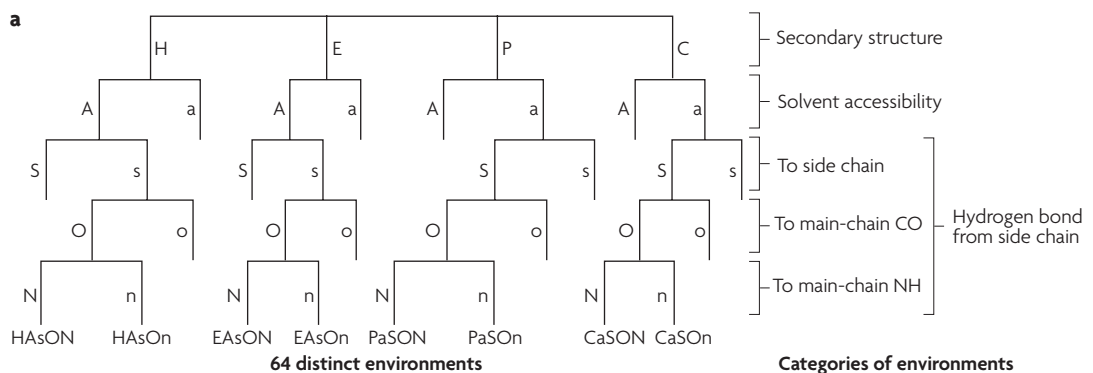 a
H E P C
Secondary structure
A a A a A a A a
Solvent accessibility
S s S s S s S s
To side chain
O o O o O o O o
To main-chain CO
Hydrogen bond
from side chain
N n N n N n N n
To main-chain NH
HAsON HAsOn EAsON EAsOn PaSON PaSOn CaSON CaSOn
64 distinct environments
Categories of environments